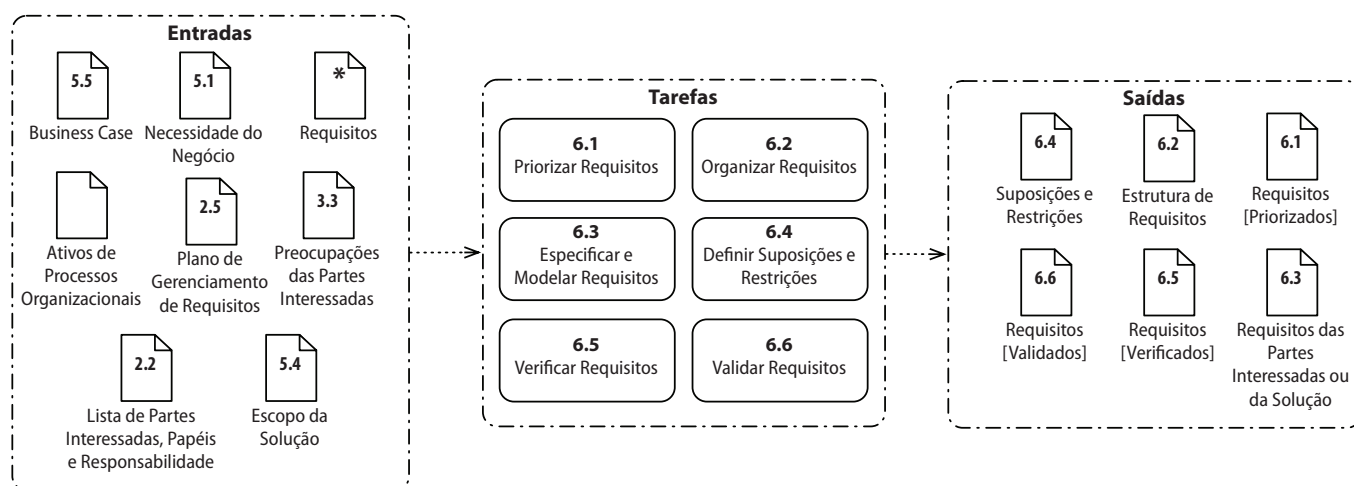 Entradas
5.5
Business Case
5.1
Necessidade do
Negócio
*
Requisitos
Ativos de
Processos
Organizacionais
2.5
Plano de
Gerenciamento
de Requisitos
3.3
Preocupações
das Partes
Interessadas
2.2
Lista de Partes
Interessadas, Papéis
e Responsabilidade
5.4
Escopo da
Solução
Tarefas
6.1
Priorizar Requisitos
6.2
Organizar Requisitos
6.3
Especificar e
Modelar Requisitos
6.4
Definir Suposições e
Restrições
6.5
Verificar Requisitos
6.6
Validar Requisitos
Saídas
6.4
Suposições e
Restrições
6.2
Estrutura de
Requisitos
6.1
Requisitos
[Priorizados]
6.6
Requisitos
[Validados]
6.5
Requisitos
[Verificados]
6.3
Requisitos das
Partes
Interessadas ou
da Solução